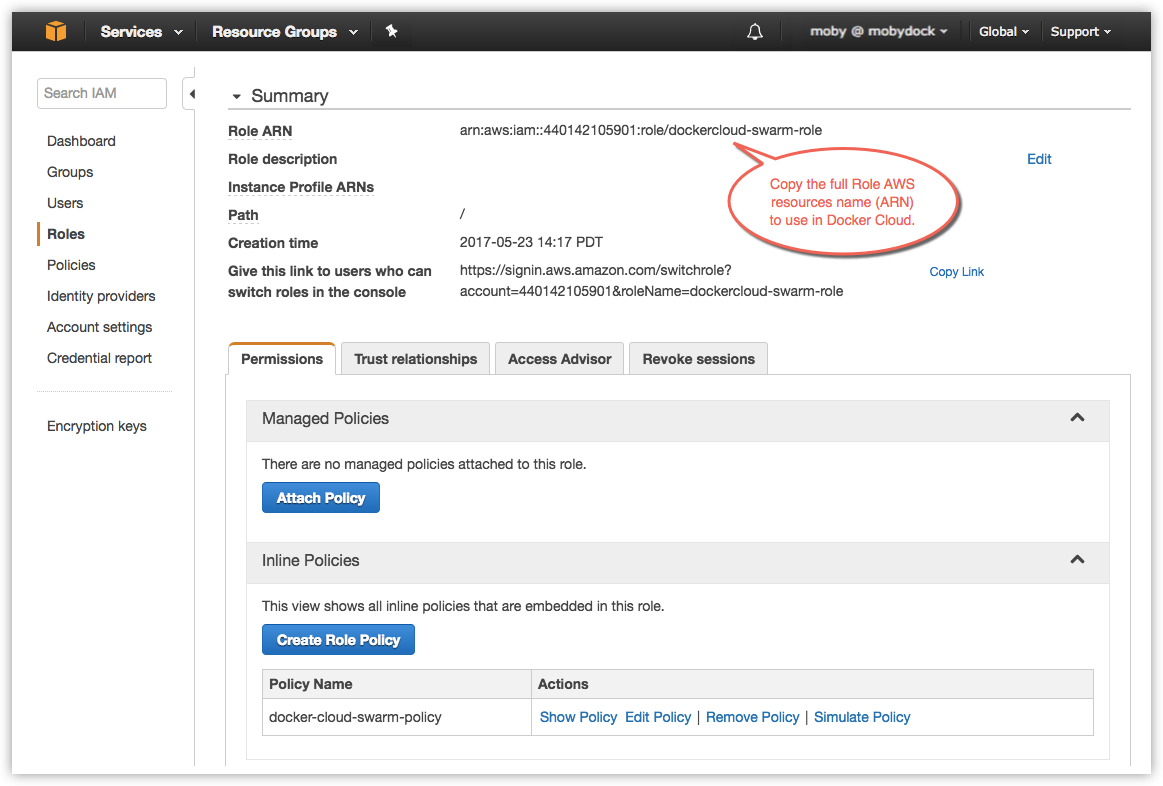 Services Resource Groups moby @ mobydock Global Support
Search IAM
Dashboard
Groups
Users
Roles
Policies
Identity providers
Account settings
Credential report
Encryption keys
Summary
Role ARN arn:aws:iam::440142105901:role/dockercloud-swarm-role
Role description Edit
Instance Profile ARNs
Path /
Creation time 2017-05-23 14:17 PDT
Give this link to users who can https://signin.aws.amazon.com/switchrole? Copy Link
switch roles in the console account=440142105901&roleName=dockercloud-swarm-role
Copy the full Role AWS
resources name (ARN)
to use in Docker Cloud.
Permissions Trust relationships Access Advisor Revoke sessions
Managed Policies
There are no managed policies attached to this role.
Attach Policy
Inline Policies
This view shows all inline policies that are embedded in this role.
Create Role Policy
Policy Name Actions
docker-cloud-swarm-policy Show Policy Edit Policy | Remove Policy | Simulate Policy